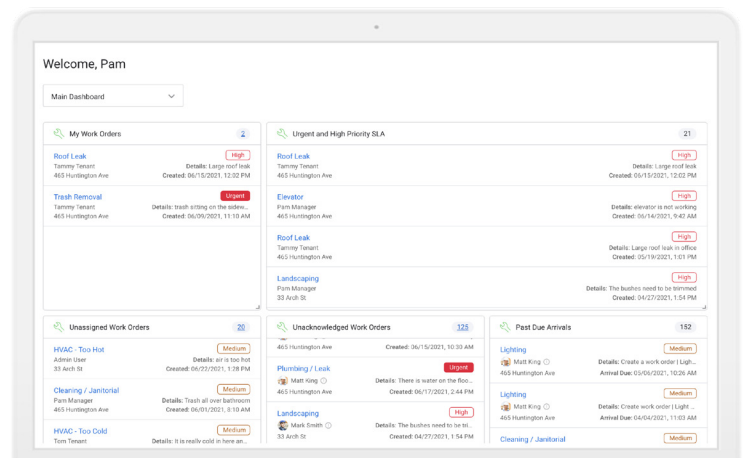 Welcome, Pam
Main Dashboard
My Work Orders 2
Roof Leak High
Tammy Tenant Details: Large roof leak
465 Huntington Ave Created: 06/15/2021, 12:02 PM
Trash Removal Urgent
Tammy Tenant Details: trash sitting on the sidew...
465 Huntington Ave Created: 06/09/2021, 11:10 AM
Urgent and High Priority SLA 21
Roof Leak High
Tammy Tenant Details: Large roof leak
465 Huntington Ave Created: 06/15/2021, 12:02 PM
Elevator High
Pam Manager Details: elevator is not working
465 Huntington Ave Created: 06/14/2021, 9:42 AM
Roof Leak High
Tammy Tenant Details: Large roof leak in office
465 Huntington Ave Created: 05/19/2021, 1:01 PM
Landscaping High
Pam Manager Details: The bushes need to be trimmed
33 Arch St Created: 04/27/2021, 1:54 PM
Unassigned Work Orders 20
HVAC - Too Hot Medium
Admin User Details: air is too hot
33 Arch St Created: 06/22/2021, 1:28 PM
Cleaning / Janitorial Medium
Pam Manager Details: Trash all over bathroom
465 Huntington Ave Created: 06/01/2021, 8:10 AM
HVAC - Too Cold Medium
Tom Tenant Details: It is really cold in here an...
Unacknowledged Work Orders 125
465 Huntington Ave Created: 06/15/2021, 10:30 AM
Plumbing / Leak Urgent
Matt King Details: There is water on the floo...
465 Huntington Ave Created: 06/17/2021, 2:44 PM
Landscaping High
Mark Smith Details: The bushes need to be tri...
33 Arch St Created: 04/27/2021, 1:54 PM
Past Due Arrivals 152
Lighting Medium
Matt King Details: Create a work order | Ligh...
465 Huntington Ave Arrival Due: 05/06/2021, 10:26 AM
Lighting Medium
Matt King Details: Create work order | Light ...
465 Huntington Ave Arrival Due: 04/04/2021, 11:03 AM
Cleaning / Janitorial Medium